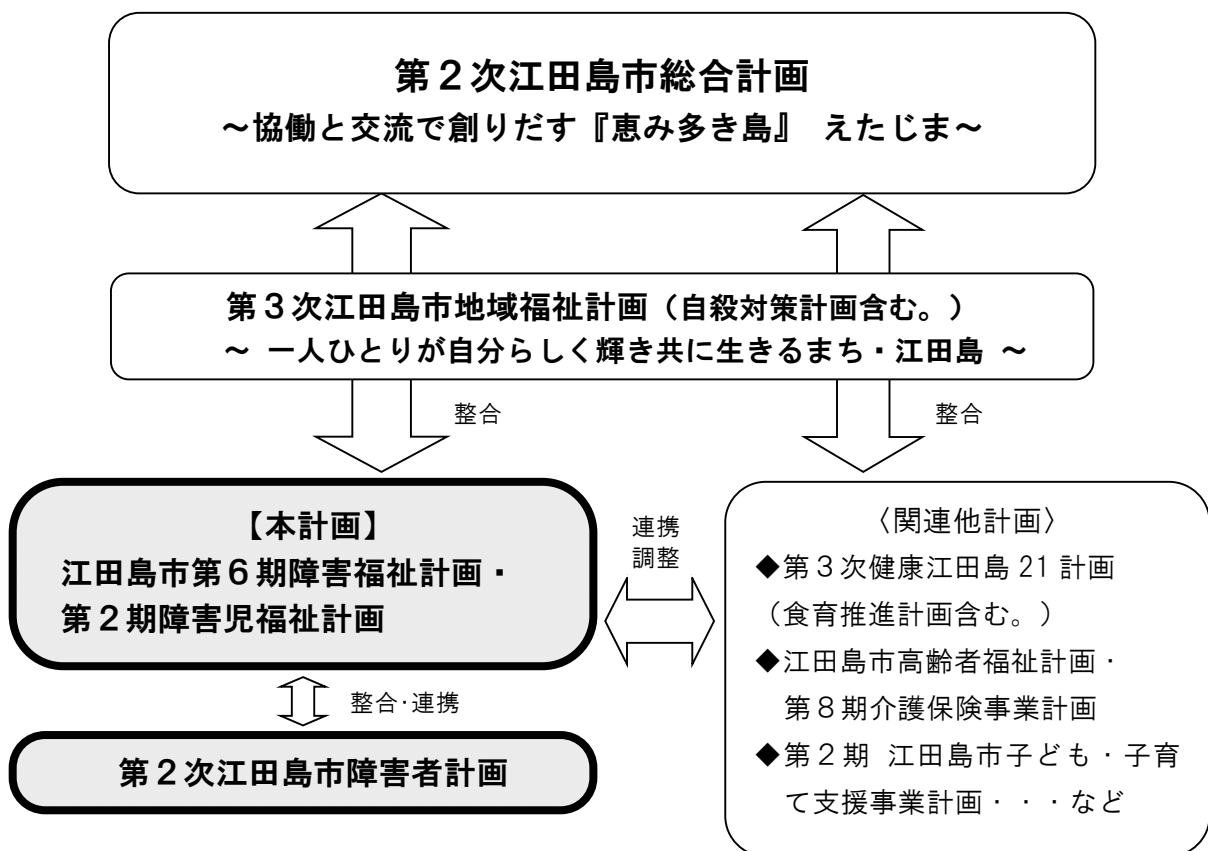 第２次江田島市総合計画
～協働と交流で創りだす『恵み多き島』 えたじま～
第３次江田島市地域福祉計画（自殺対策計画含む。）
～ 一人ひとりが自分らしく輝き共に生きるまち・江田島 ～
整合
整合
【本計画】
江田島市第６期障害福祉計画・
第２期障害児福祉計画
連携
調整
〈関連他計画〉
◆第３次健康江田島 21 計画
（食育推進計画含む。）
◆江田島市高齢者福祉計画・
第８期介護保険事業計画
◆第２期 江田島市子ども・子育
て支援事業計画・・・など
整合・連携
第２次江田島市障害者計画